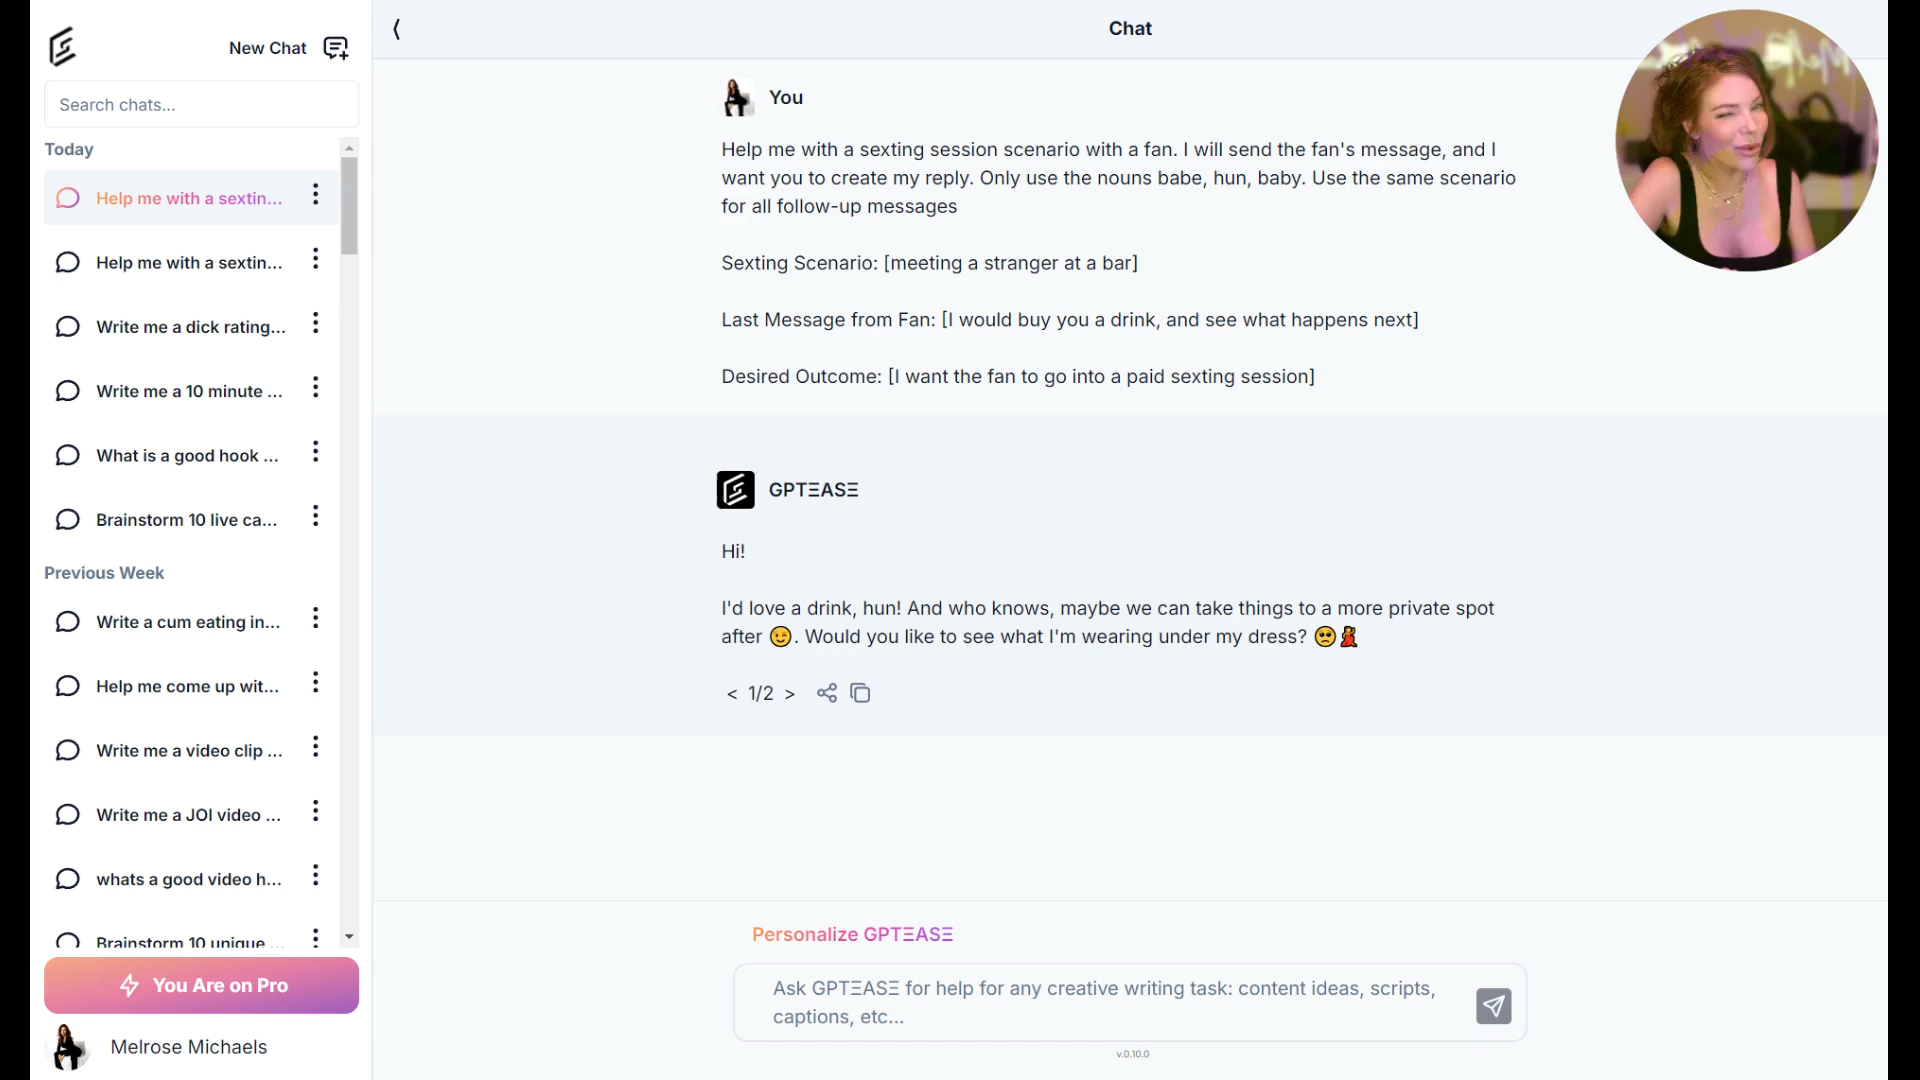 New Chat
Search chats...
Today
Help me with a sextin...
Help me with a sextin...
Write me a dick rating...
Write me a 10 minute ...
What is a good hook ...
Brainstorm 10 live ca...
Previous Week
Write a cum eating in...
Help me come up wit...
Write me a video clip ...
Write me a JOI video ...
whats a good video h...
Brainstorm 10 unique ...
You Are on Pro
Melrose Michaels
Chat
You
Help me with a sexting session scenario with a fan. I will send the fan's message, and I
want you to create my reply. Only use the nouns babe, hun, baby. Use the same scenario
for all follow-up messages
Sexting Scenario: [meeting a stranger at a bar]
Last Message from Fan: [I would buy you a drink, and see what happens next]
Desired Outcome: [I want the fan to go into a paid sexting session]
GPTΞASΞ
Hi!
I'd love a drink, hun! And who knows, maybe we can take things to a more private spot
after 😉. Would you like to see what I'm wearing under my dress? 🥺💃
< 1/2 >
Personalize GPTΞASΞ
Ask GPTΞASΞ for help for any creative writing task: content ideas, scripts,
captions, etc...
v.0.10.0